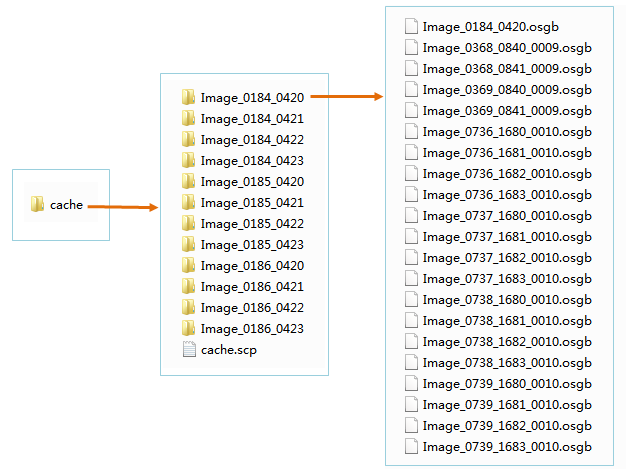 cache
Image_0184_0420
Image_0184_0421
Image_0184_0422
Image_0184_0423
Image_0185_0420
Image_0185_0421
Image_0185_0422
Image_0185_0423
Image_0186_0420
Image_0186_0421
Image_0186_0422
Image_0186_0423
cache.scp
Image_0184_0420.osgb
Image_0368_0840_0009.osgb
Image_0368_0841_0009.osgb
Image_0369_0840_0009.osgb
Image_0369_0841_0009.osgb
Image_0736_1680_0010.osgb
Image_0736_1681_0010.osgb
Image_0736_1682_0010.osgb
Image_0736_1683_0010.osgb
Image_0737_1680_0010.osgb
Image_0737_1681_0010.osgb
Image_0737_1682_0010.osgb
Image_0737_1683_0010.osgb
Image_0738_1680_0010.osgb
Image_0738_1681_0010.osgb
Image_0738_1682_0010.osgb
Image_0738_1683_0010.osgb
Image_0739_1680_0010.osgb
Image_0739_1681_0010.osgb
Image_0739_1682_0010.osgb
Image_0739_1683_0010.osgb